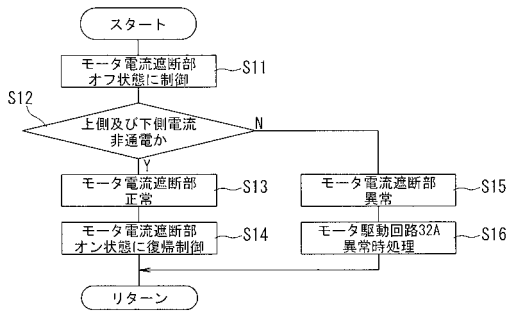 スタート
モータ電流遮断部
オフ状態に制御
S11
S12
上側及び下側電流
非通電か
N
Y
モータ電流遮断部
正常
S13
モータ電流遮断部
異常
S15
モータ電流遮断部
オン状態に復帰制御
S14
モータ駆動回路32A
異常時処理
S16
リターン